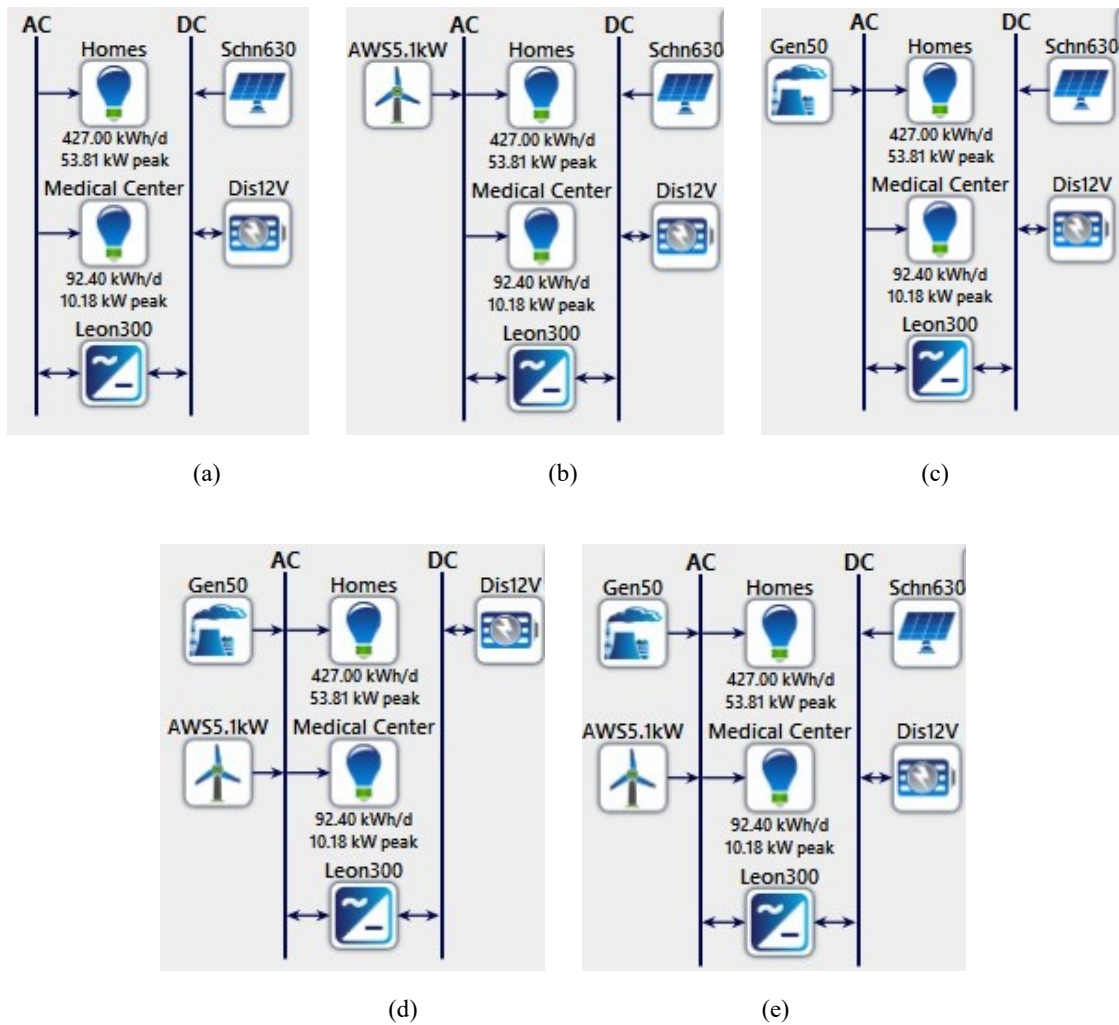 AC DC
Homes Schn630
427.00 kWh/d
53.81 kW peak
Medical Center Dis12V
92.40 kWh/d
10.18 kW peak
Leon300
(a)
AC DC
AWS5.1kW Homes Schn630
427.00 kWh/d
53.81 kW peak
Medical Center Dis12V
92.40 kWh/d
10.18 kW peak
Leon300
(b)
AC DC
Gen50 Homes Schn630
427.00 kWh/d
53.81 kW peak
Medical Center Dis12V
92.40 kWh/d
10.18 kW peak
Leon300
(c)
AC DC
Gen50 Homes Dis12V
427.00 kWh/d
53.81 kW peak
AWS5.1kW Medical Center
92.40 kWh/d
10.18 kW peak
Leon300
(d)
AC DC
Gen50 Homes Schn630
427.00 kWh/d
53.81 kW peak
AWS5.1kW Medical Center Dis12V
92.40 kWh/d
10.18 kW peak
Leon300
(e)